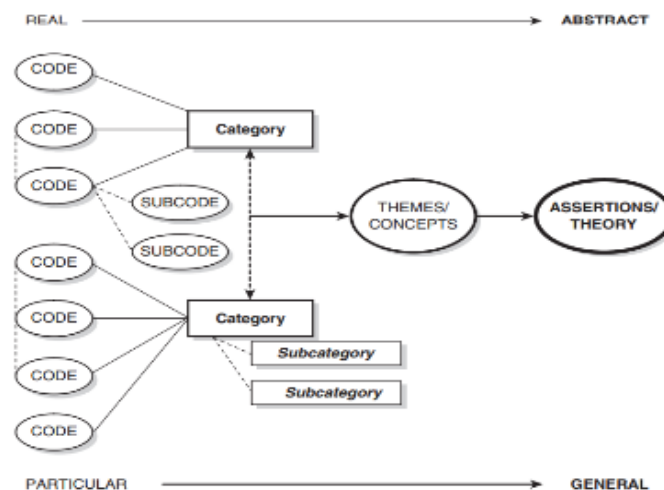 REAL
ABSTRACT
CODE
CODE
Category
CODE
SUBCODE
SUBCODE
THEMES/
CONCEPTS
ASSERTIONS/
THEORY
CODE
CODE
Category
Subcategory
CODE
Subcategory
CODE
PARTICULAR
GENERAL